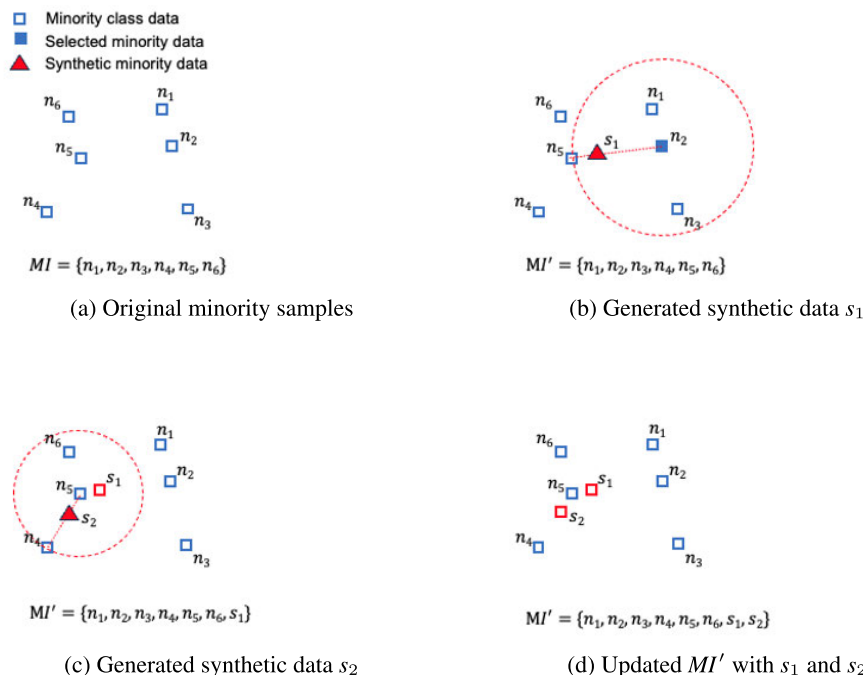 Minority class data
Selected minority data
Synthetic minority data
n₆ n₁
n₅ n₂
n₄ n₃
MI = {n₁, n₂, n₃, n₄, n₅, n₆}
(a) Original minority samples
n₆ n₁
n₅ s₁ n₂
n₄ n₃
MI′ = {n₁, n₂, n₃, n₄, n₅, n₆}
(b) Generated synthetic data s₁
n₆ n₁
n₅ s₁ n₂
s₂
n₄ n₃
MI′ = {n₁, n₂, n₃, n₄, n₅, n₆, s₁}
(c) Generated synthetic data s₂
n₆ n₁
n₅ s₁ n₂
s₂
n₄ n₃
MI′ = {n₁, n₂, n₃, n₄, n₅, n₆, s₁, s₂}
(d) Updated MI′ with s₁ and s₂